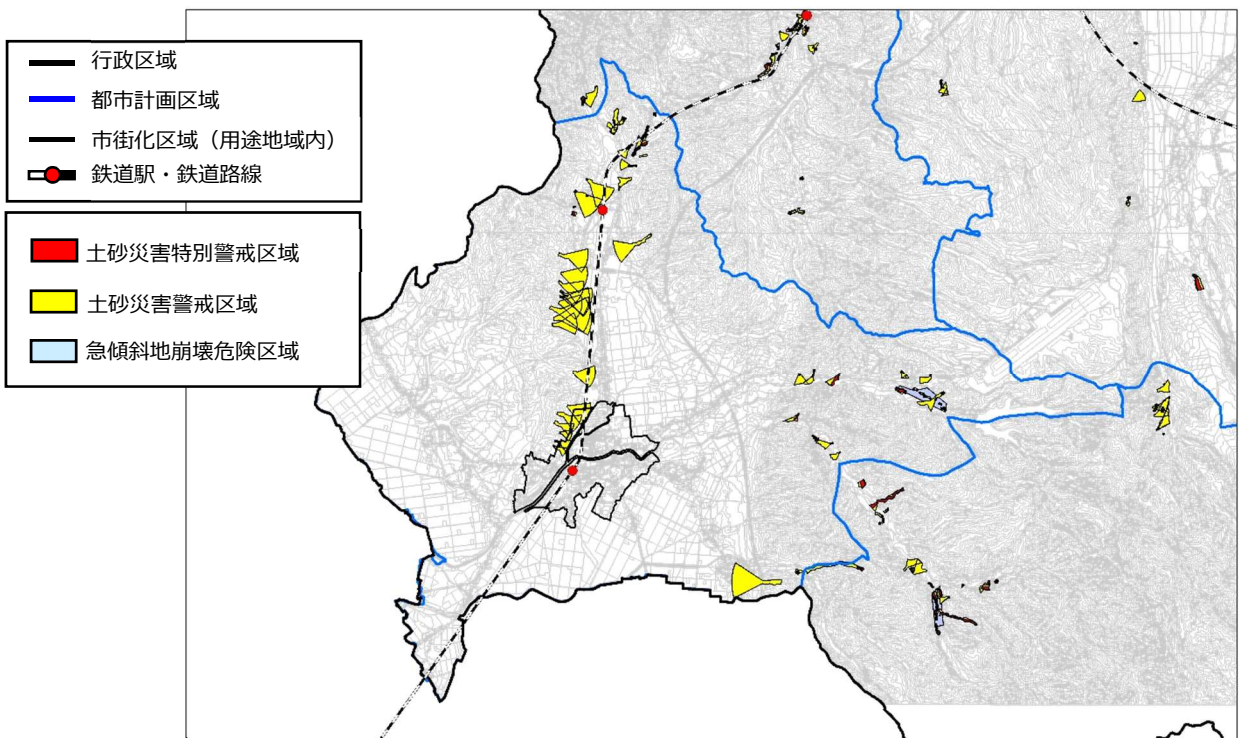 行政区域
都市計画区域
市街化区域（用途地域内）
鉄道駅・鉄道路線
土砂災害特別警戒区域
土砂災害警戒区域
急傾斜地崩壊危険区域